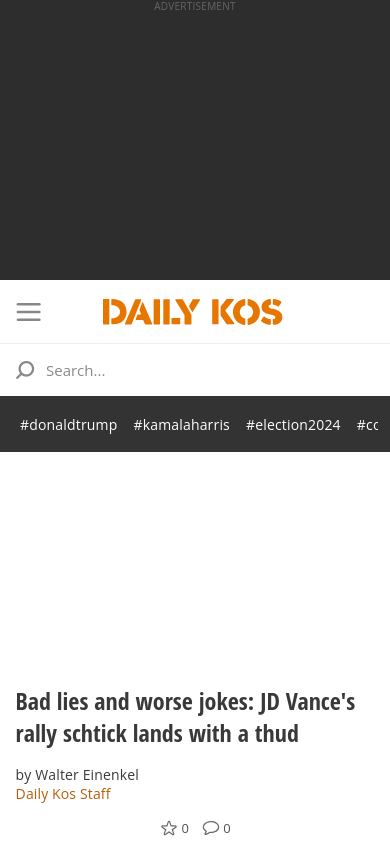 ADVERTISEMENT
DAILY KOS
Search...
#donaldtrump #kamalaharris #election2024
Bad lies and worse jokes: JD Vance's
rally schtick lands with a thud
by Walter Einenkel
Daily Kos Staff
0 0